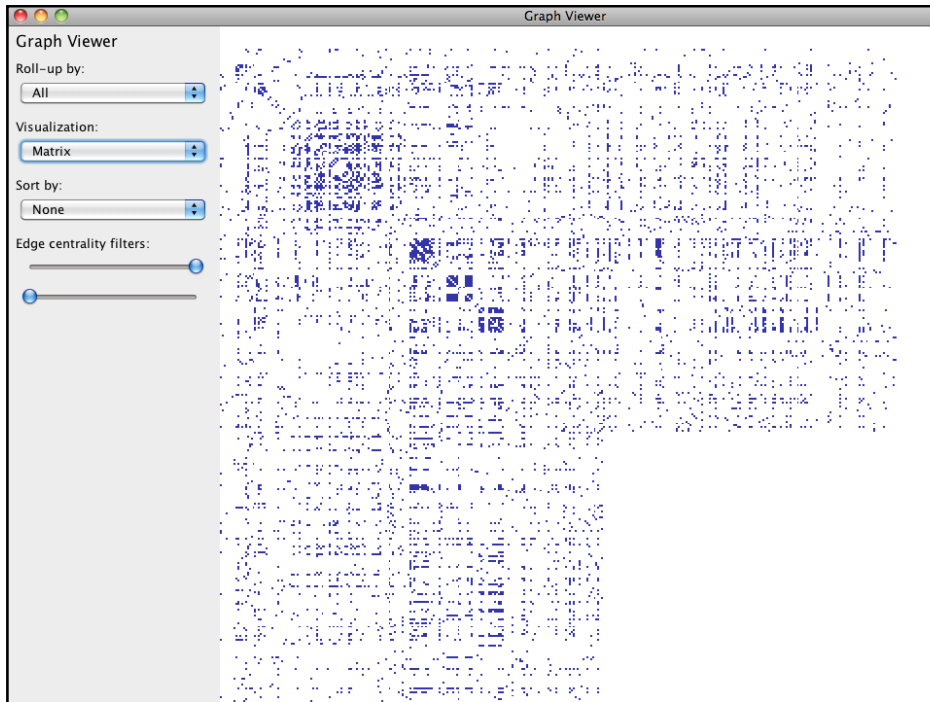 Graph Viewer
Graph Viewer
Roll-up by:
All
Visualization:
Matrix
Sort by:
None
Edge centrality filters: